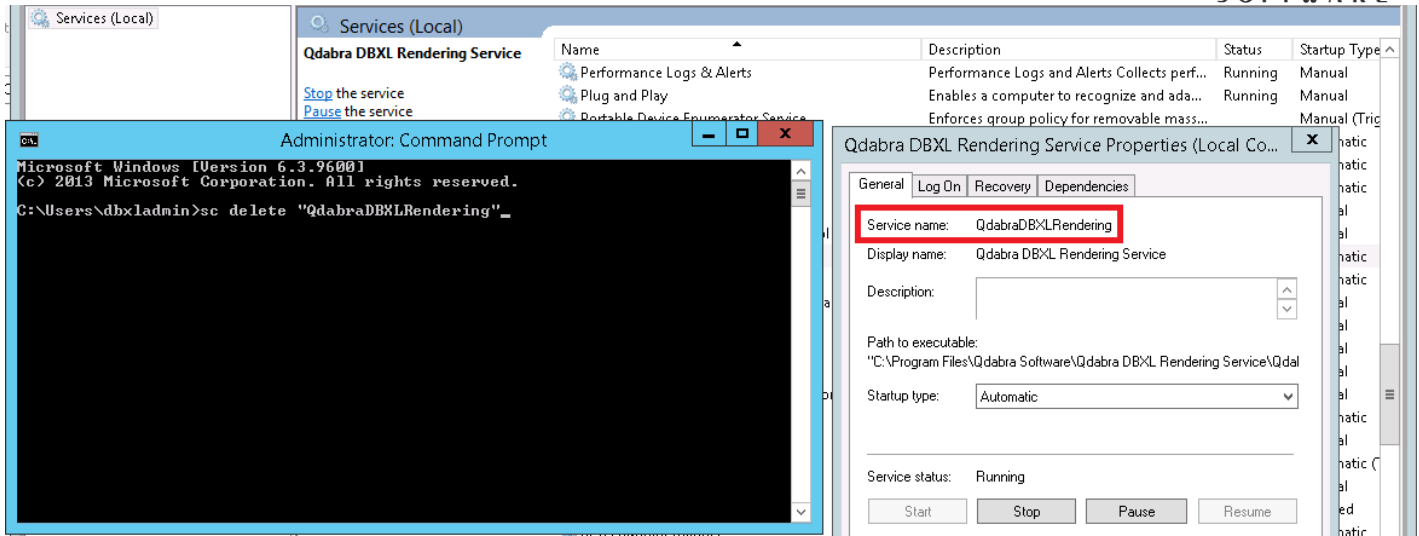 Services (Local)
Services (Local)
Qdabra DBXL Rendering Service
Stop the service
Pause the service
Name Description Status Startup Type
Performance Logs & Alerts Performance Logs and Alerts Collects perf... Running Manual
Plug and Play Enables a computer to recognize and ada... Running Manual
Portable Device Enumerator Service Enforces group policy for removable mass... Manual (Trig
Administrator: Command Prompt
Microsoft Windows [Version 6.3.9600]
(c) 2013 Microsoft Corporation. All rights reserved.
C:\Users\dbxladmin>sc delete "QdabraDBXLRendering"_
Qdabra DBXL Rendering Service Properties (Local Co...
General Log On Recovery Dependencies
Service name: QdabraDBXLRendering
Display name: Qdabra DBXL Rendering Service
Description:
Path to executable:
"C:\Program Files\Qdabra Software\Qdabra DBXL Rendering Service\Qdal
Startup type: Automatic
Service status: Running
Start Stop Pause Resume